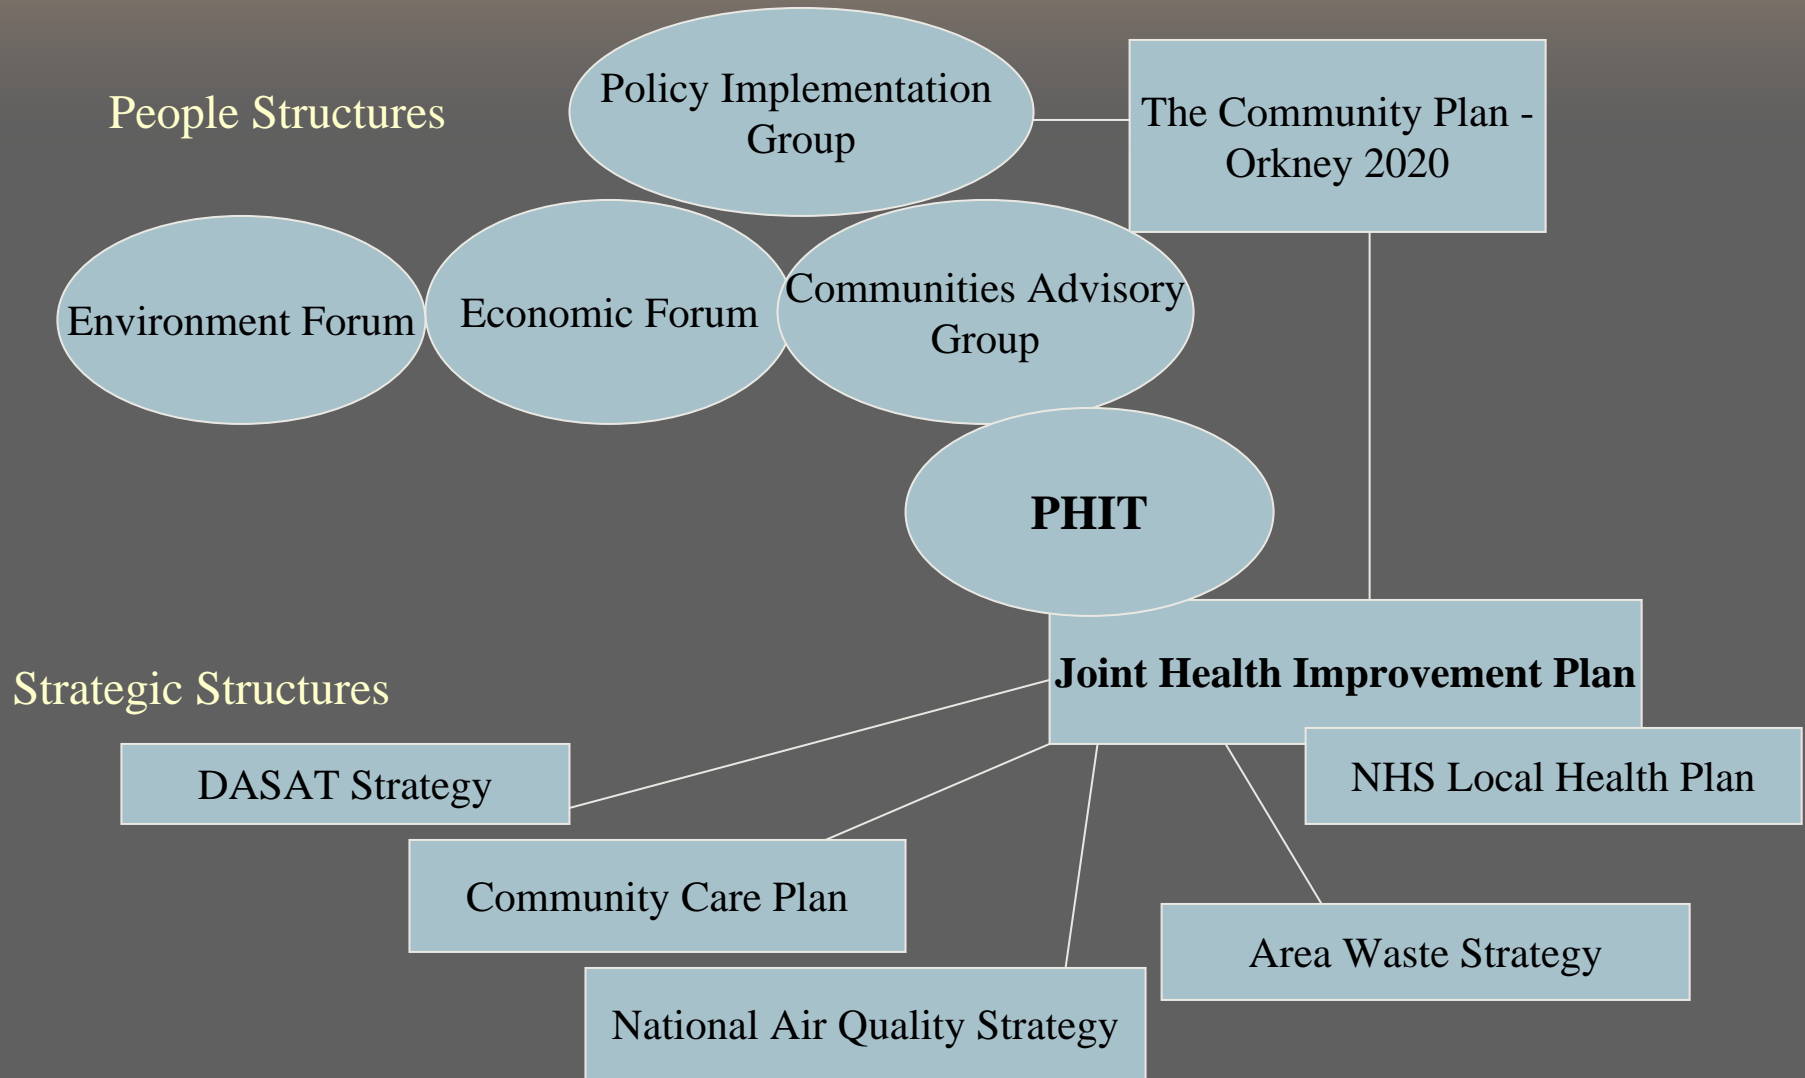 People Structures
Policy Implementation
Group
The Community Plan -
Orkney 2020
Environment Forum
Economic Forum
Communities Advisory
Group
PHIT
Joint Health Improvement Plan
Strategic Structures
DASAT Strategy
NHS Local Health Plan
Community Care Plan
Area Waste Strategy
National Air Quality Strategy